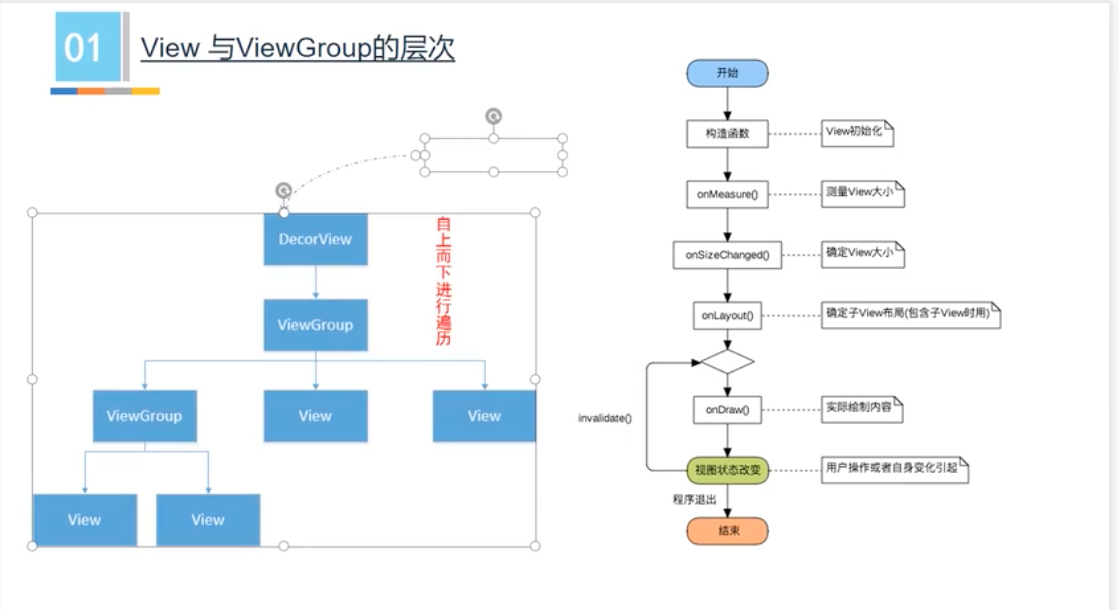 01
View 与ViewGroup的层次
DecorView
自上而下进行遍历
ViewGroup
ViewGroup
View
View
View
View
开始
构造函数
View初始化
onMeasure()
测量View大小
onSizeChanged()
确定View大小
onLayout()
确定子View布局(包含子View时用)
invalidate()
onDraw()
实际绘制内容
视图状态改变
用户操作或者自身变化引起
程序退出
结束